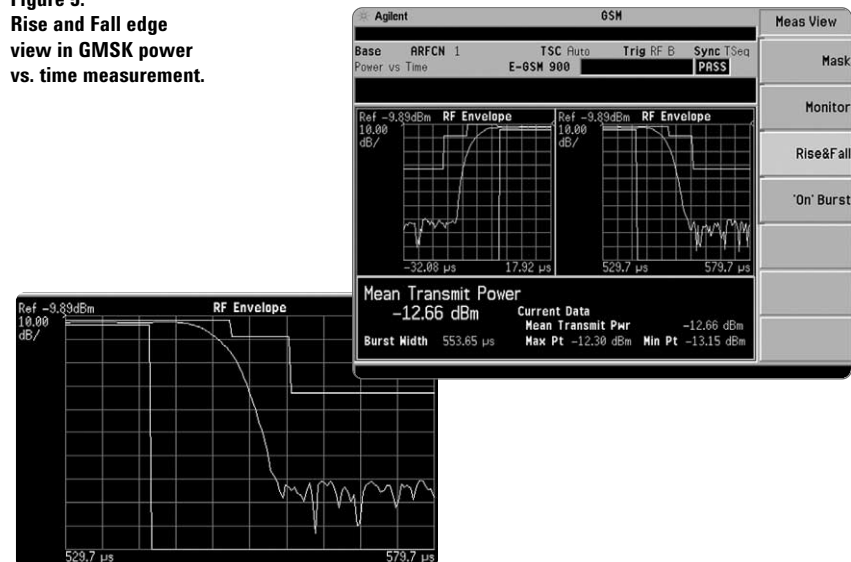 Figure 5.
Rise and Fall edge
view in GMSK power
vs. time measurement.
Agilent GSM Meas View
Base ARFCN 1 TSC Auto Trig RF B Sync TSeq
Power vs Time E-GSM 900 PASS
Mask
Monitor
Rise&Fall
'On' Burst
Ref -9.89dBm RF Envelope
10.00
dB/
-32.08 µs 17.92 µs
Ref -9.89dBm RF Envelope
10.00
dB/
529.7 µs 579.7 µs
Mean Transmit Power
-12.66 dBm
Current Data
Mean Transmit Pwr -12.66 dBm
Burst Width 553.65 µs Max Pt -12.30 dBm Min Pt -13.15 dBm
Ref -9.89dBm RF Envelope
10.00
dB/
529.7 µs 579.7 µs